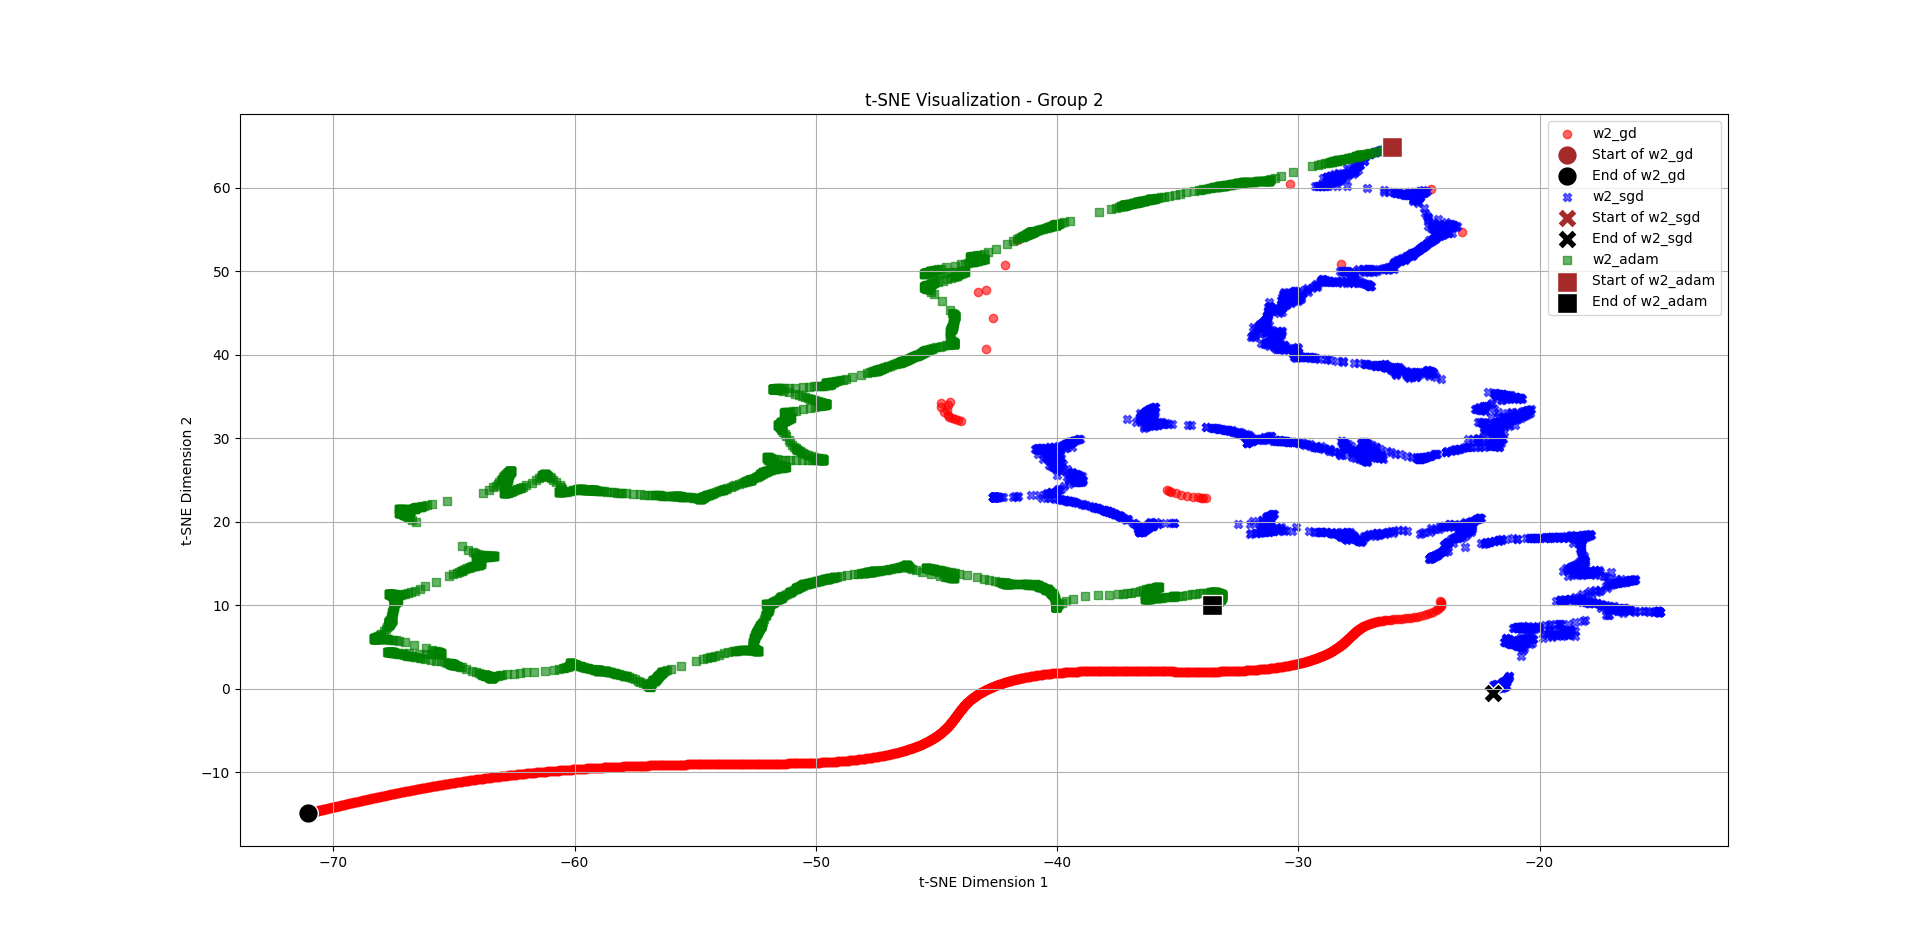 t-SNE Visualization - Group 2
w2_gd
Start of w2_gd
End of w2_gd
w2_sgd
Start of w2_sgd
End of w2_sgd
w2_adam
Start of w2_adam
End of w2_adam
60
50
40
30
20
10
0
−10
t-SNE Dimension 2
−70 −60 −50 −40 −30 −20
t-SNE Dimension 1